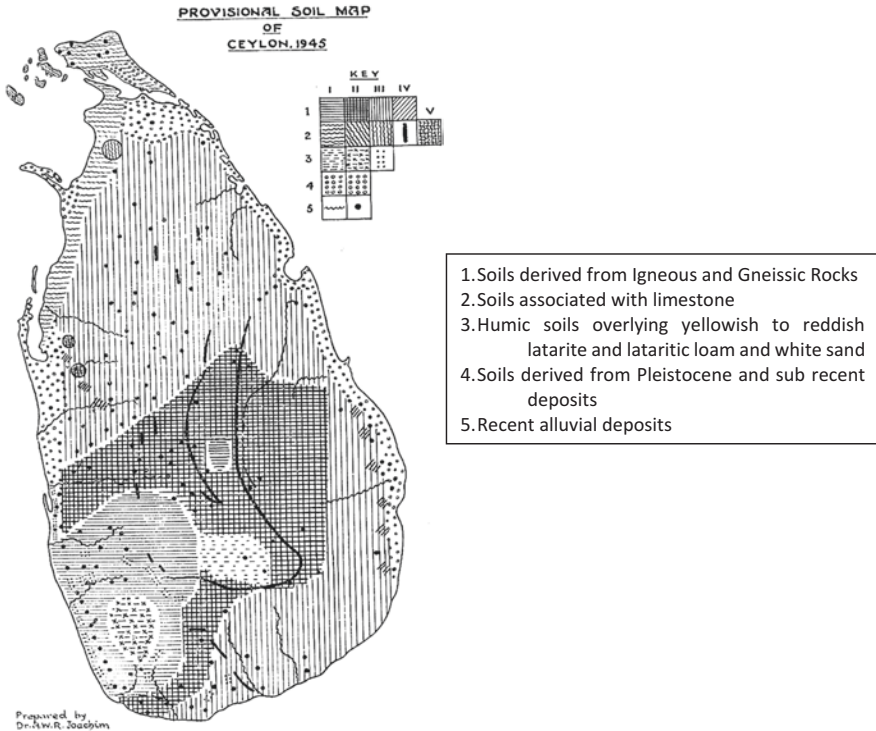 PROVISIONAL SOIL MAP
OF
CEYLON, 1945
KEY
I II III IV
1 V
2
3
4
5
1.Soils derived from Igneous and Gneissic Rocks
2.Soils associated with limestone
3.Humic soils overlying yellowish to reddish
latarite and lataritic loam and white sand
4.Soils derived from Pleistocene and sub recent
deposits
5.Recent alluvial deposits
Prepared by
Dr. A.W.R. Joachim